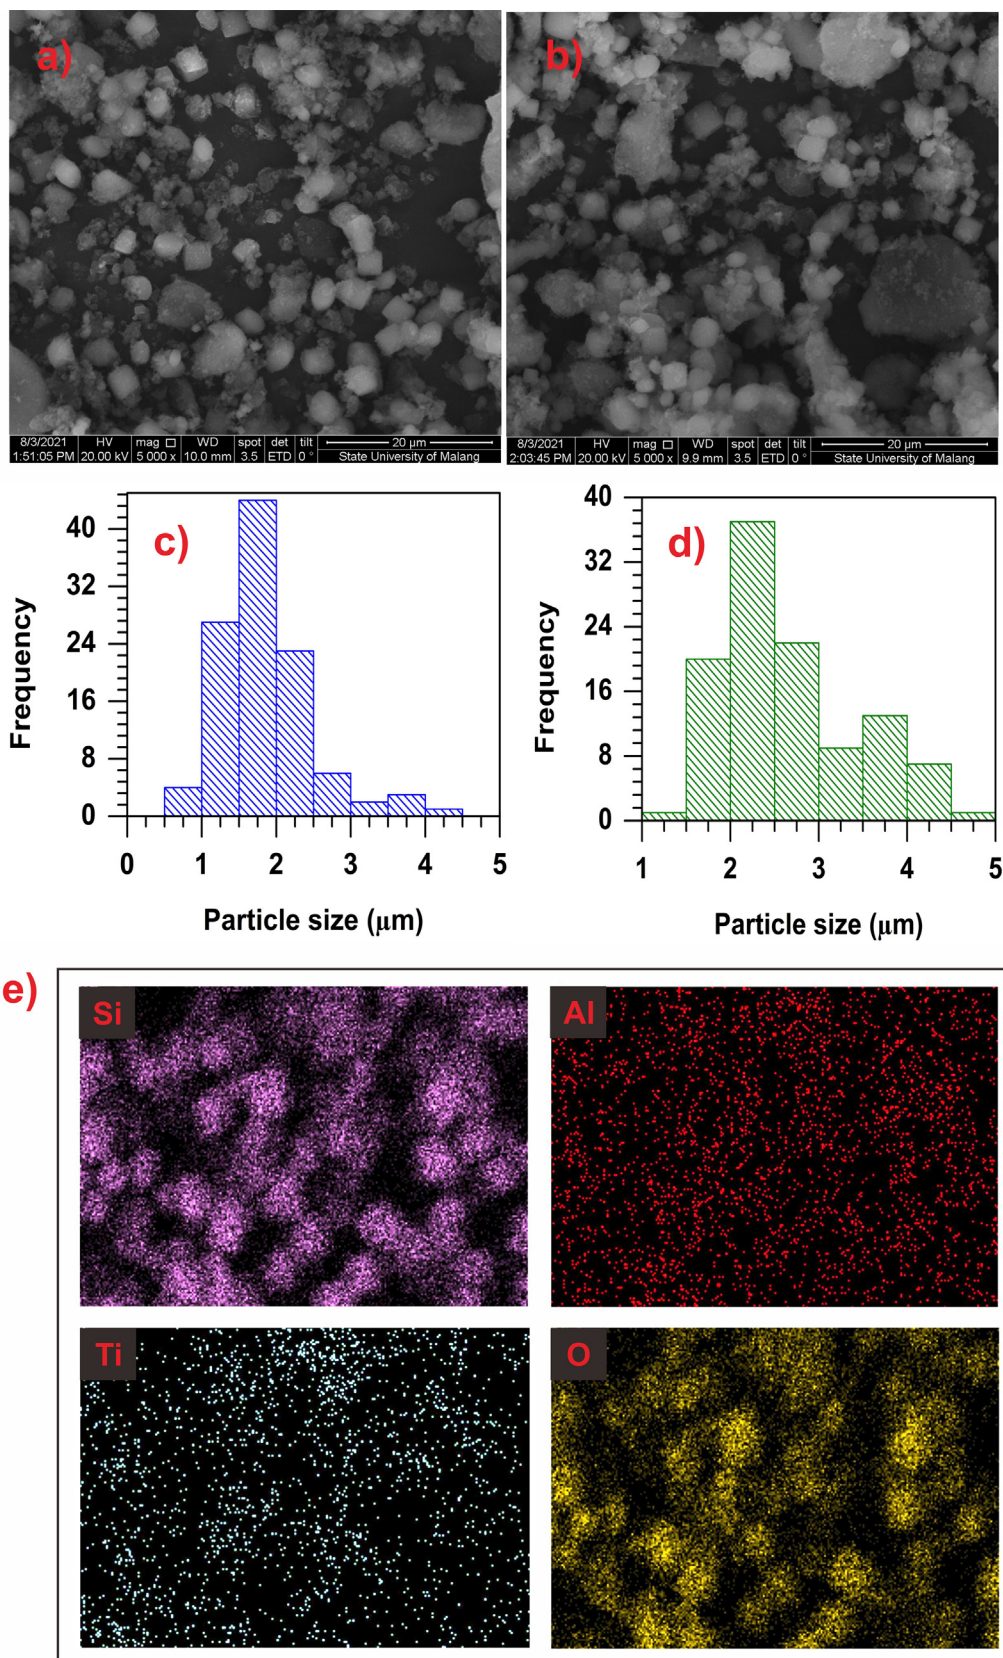 a)
b)
8/3/2021 HV mag WD spot det tilt 20 µm
1:51:05 PM 20.00 kV 5 000 x 10.0 mm 3.5 ETD 0 ° State University of Malang
8/3/2021 HV mag WD spot det tilt 20 µm
2:03:45 PM 20.00 kV 5 000 x 9.9 mm 3.5 ETD 0 ° State University of Malang
c)
40
32
24
16
8
0
Frequency
0 1 2 3 4 5
Particle size (µm)
d)
40
32
24
16
8
0
Frequency
1 2 3 4 5
Particle size (µm)
e)
Si
Al
Ti
O